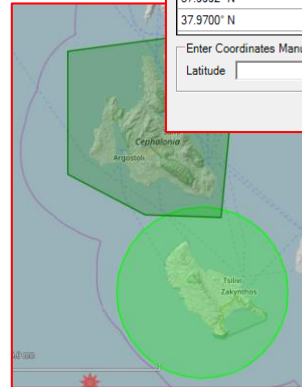 37.9700° N
Enter Coordinates Manu
Latitude
Cephalonia
Argostoli
Tsilivi
Zakynthos